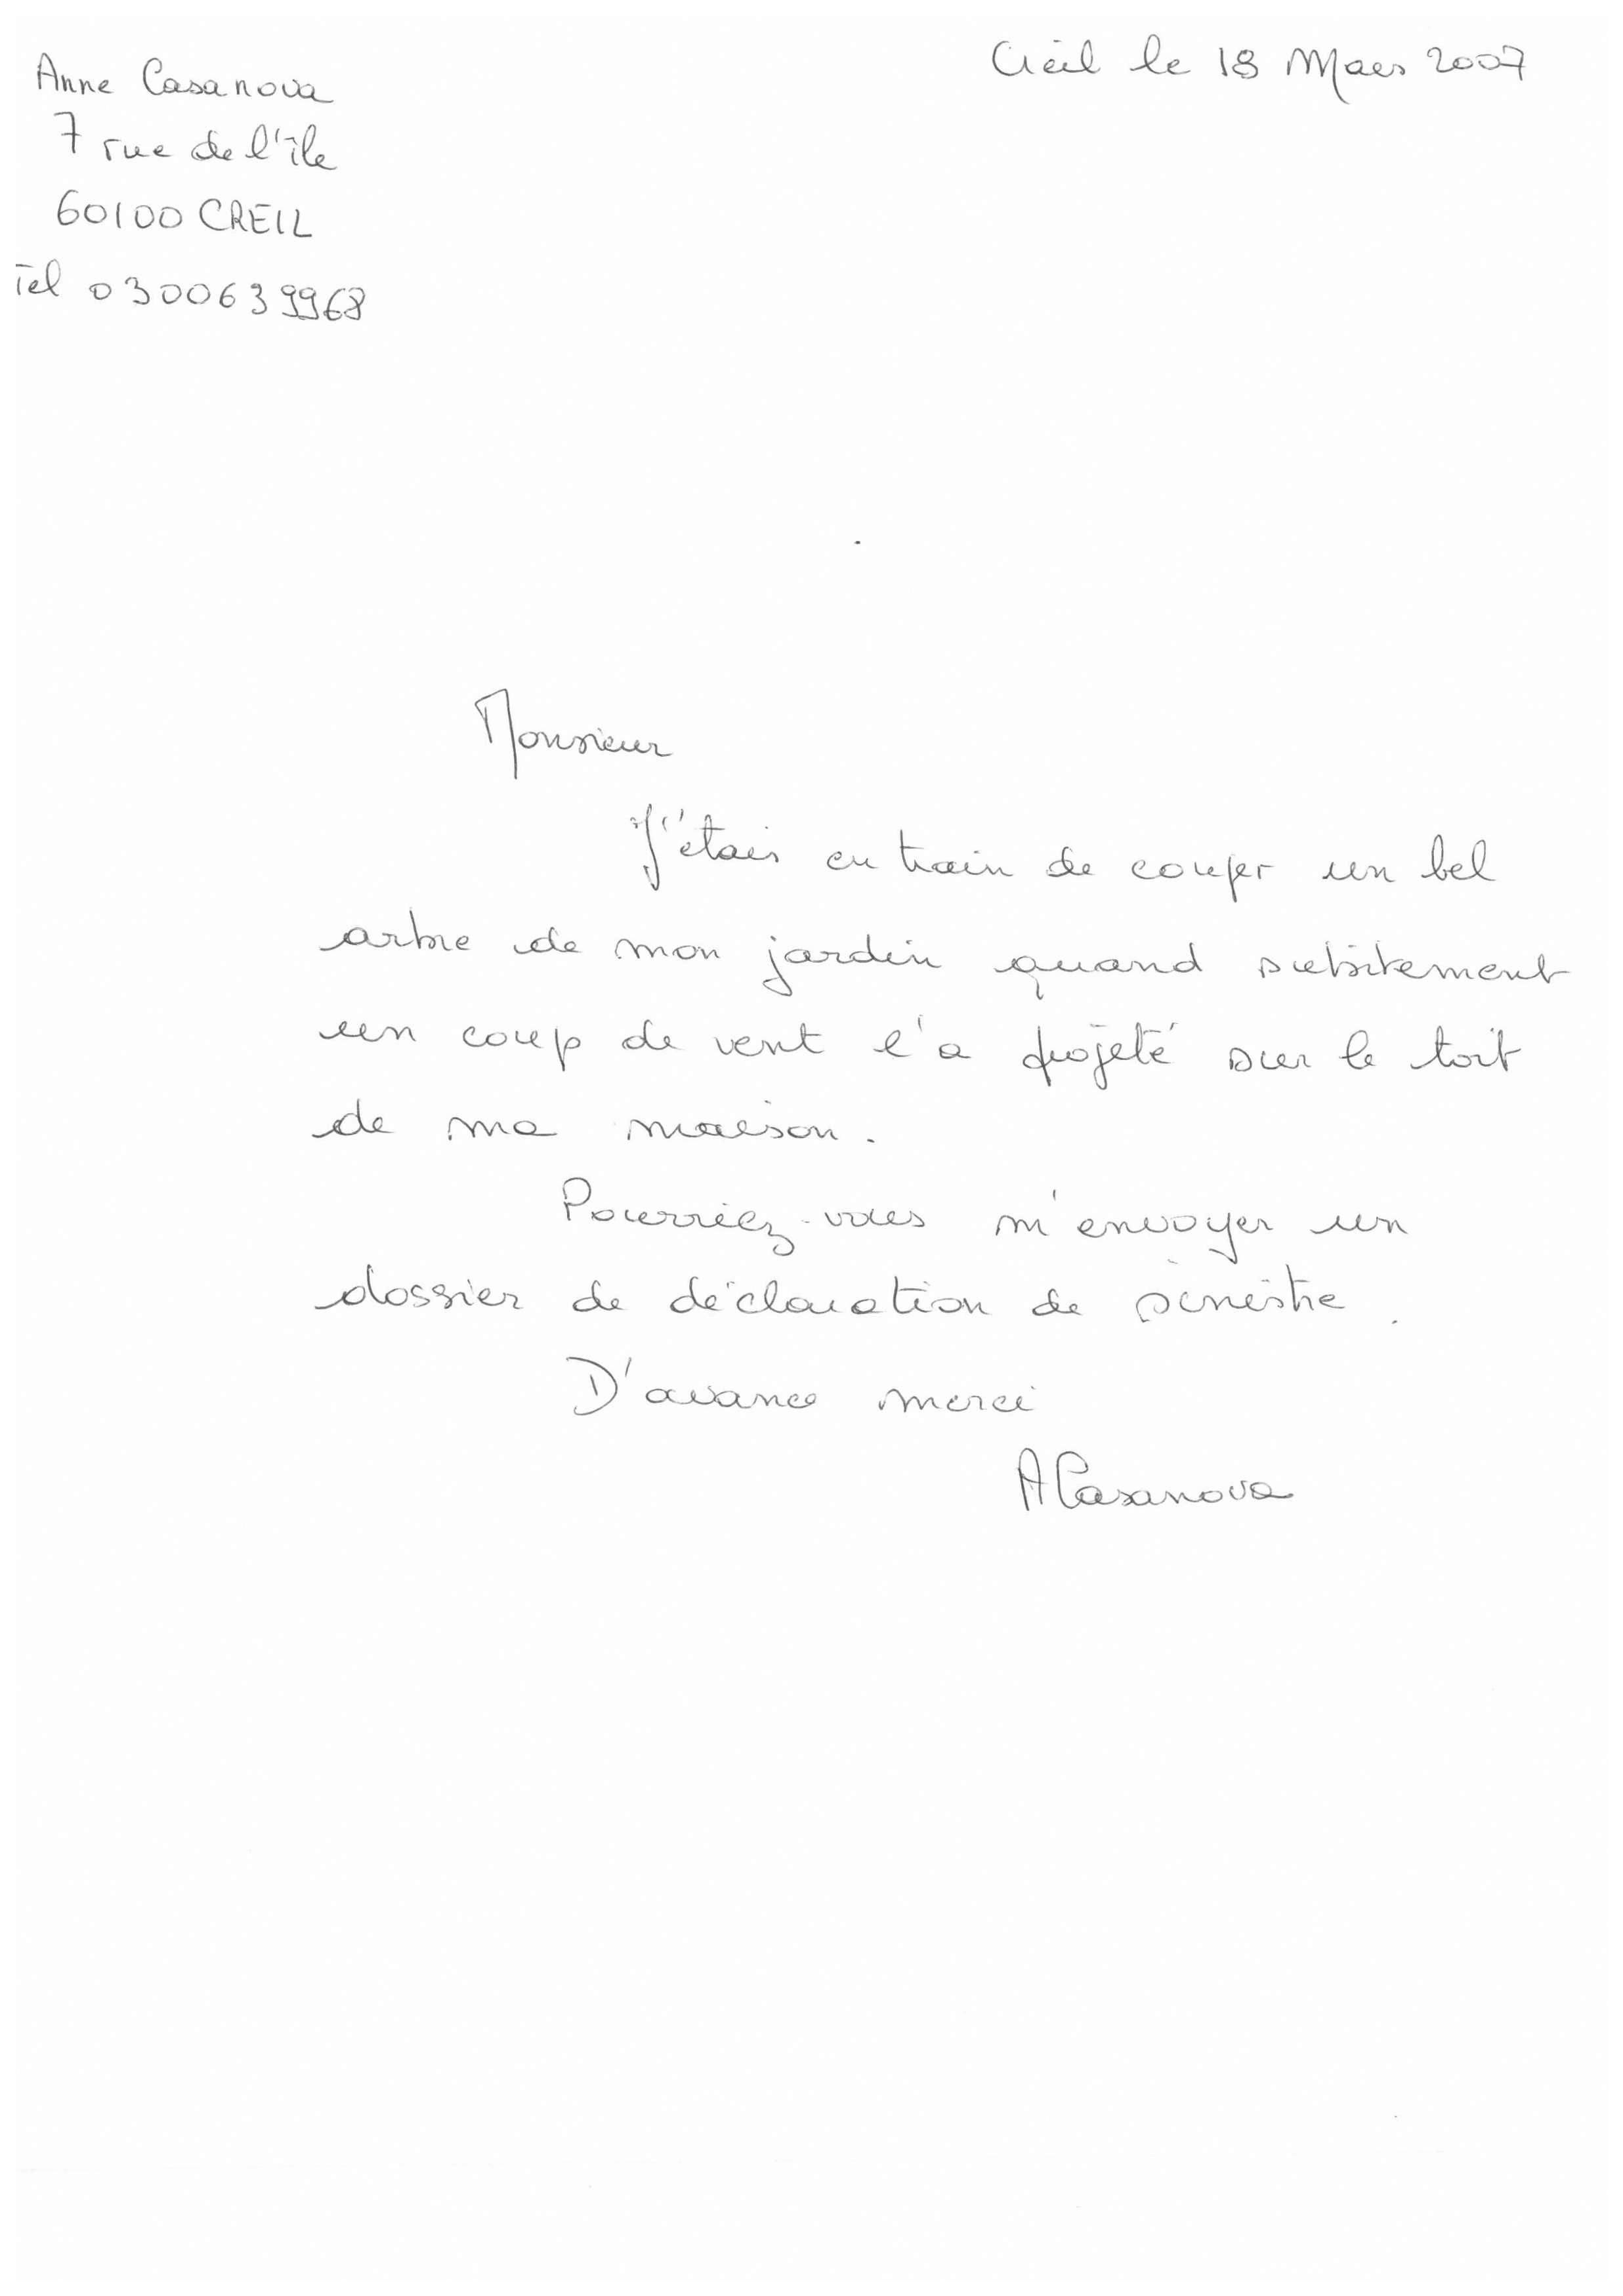 Anne Casanova
7 rue de l'île
60100 CREIL
Tel 0300639968
Creil le 18 Mars 2007
Monsieur
J'étais en train de couper un bel
arbre de mon jardin quand subitement
un coup de vent l'a projeté sur le toit
de ma maison.
Pourriez-vous m'envoyer un
dossier de déclaration de sinistre.
D'avance merci
A Casanova